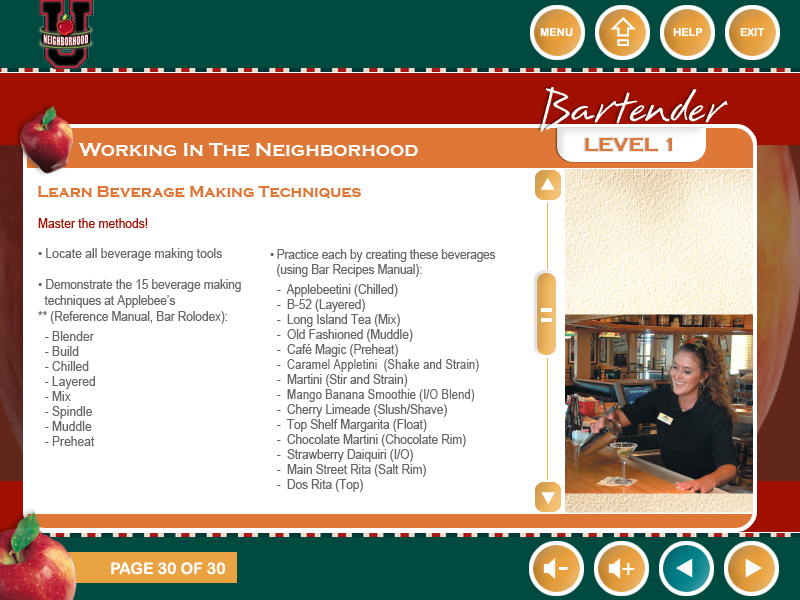 U
NEIGHBORHOOD
MENU
HELP
EXIT
Bartender
LEVEL 1
WORKING IN THE NEIGHBORHOOD
LEARN BEVERAGE MAKING TECHNIQUES
Master the methods!
• Locate all beverage making tools
• Demonstrate the 15 beverage making
techniques at Applebee's
** (Reference Manual, Bar Rolodex):
- Blender
- Build
- Chilled
- Layered
- Mix
- Spindle
- Muddle
- Preheat
• Practice each by creating these beverages
(using Bar Recipes Manual):
- Applebeetini (Chilled)
- B-52 (Layered)
- Long Island Tea (Mix)
- Old Fashioned (Muddle)
- Café Magic (Preheat)
- Caramel Appletini (Shake and Strain)
- Martini (Stir and Strain)
- Mango Banana Smoothie (I/O Blend)
- Cherry Limeade (Slush/Shave)
- Top Shelf Margarita (Float)
- Chocolate Martini (Chocolate Rim)
- Strawberry Daiquiri (I/O)
- Main Street Rita (Salt Rim)
- Dos Rita (Top)
PAGE 30 OF 30